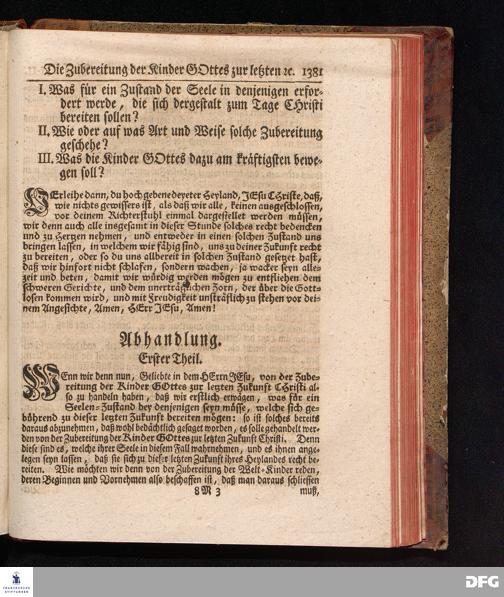 Die Zubereitung der Kinder GOttes zur letzten ꝛc. 1381
I. Was für ein Zustand der Seele in denjenigen erfor-
dert werde, die sich dergestalt zum Tage CHristi
bereiten sollen?
II. Wie oder auf was Art und Weise solche Zubereitung
geschehe?
III. Was die Kinder GOttes dazu am kräftigsten bewe-
gen soll?
VErleihe dann, du hoch gebenedeyeter Heyland, JEsu CHriste, daß,
wie nichts gewissers ist, als daß wir alle, keinen ausgeschlossen,
vor deinem Richterstuhl einmal dargestellet werden müssen,
wir denn auch alle insgesamt in dieser Stunde solches recht bedencken
und zu Hertzen nehmen, und entweder in einen solchen Zustand uns
bringen lassen, in welchem wir fähig sind, uns zu deiner Zukunft recht
zu bereiten, oder so du uns allbereit in solchen Zustand gesetzet hast,
daß wir hinfort nicht schlafen, sondern wachen, ja wacker seyn alle-
zeit und beten, damit wir würdig werden mögen zu entfliehen dem
schweren Gerichte, und dem unerträglichen Zorn, der über die Gott-
losen kommen wird, und mit Freudigkeit unsträflich zu stehen vor dei-
nem Angesichte, Amen, HErr JEsu, Amen!
Abhandlung.
Erster Theil.
WEnn wir denn nun, Geliebte in dem HErrn JEsu, von der Zube-
reitung der Kinder GOttes zur letzten Zukunft CHristi al-
so zu handeln haben, daß wir erstlich erwägen, was für ein
Seelen-Zustand bey denjenigen seyn müsse, welche sich ge-
bührend zu dieser letzten Zukunft bereiten mögen: so ist solches bereits
daraus abzunehmen, daß wohl bedächtlich gesaget worden, es solle gehandelt wer-
den von der Zubereitung der Kinder GOttes zur letzten Zukunft Christi. Denn
diese sind es, welche ihrer Seele in diesem Fall wahrnehmen, und es ihnen ange-
legen seyn lassen, daß sie sich zu dieser letzten Zukunft ihres Heylandes recht be-
reiten. Wie möchten wir denn von der Zubereitung der Welt-Kinder reden,
deren Beginnen und Vornehmen also beschaffen ist, daß man daraus schliessen
8 M 3 muß,
FRANCKESCHE
STIFTUNGEN
DFG